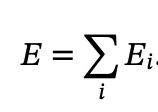 E = ∑_i E_i.